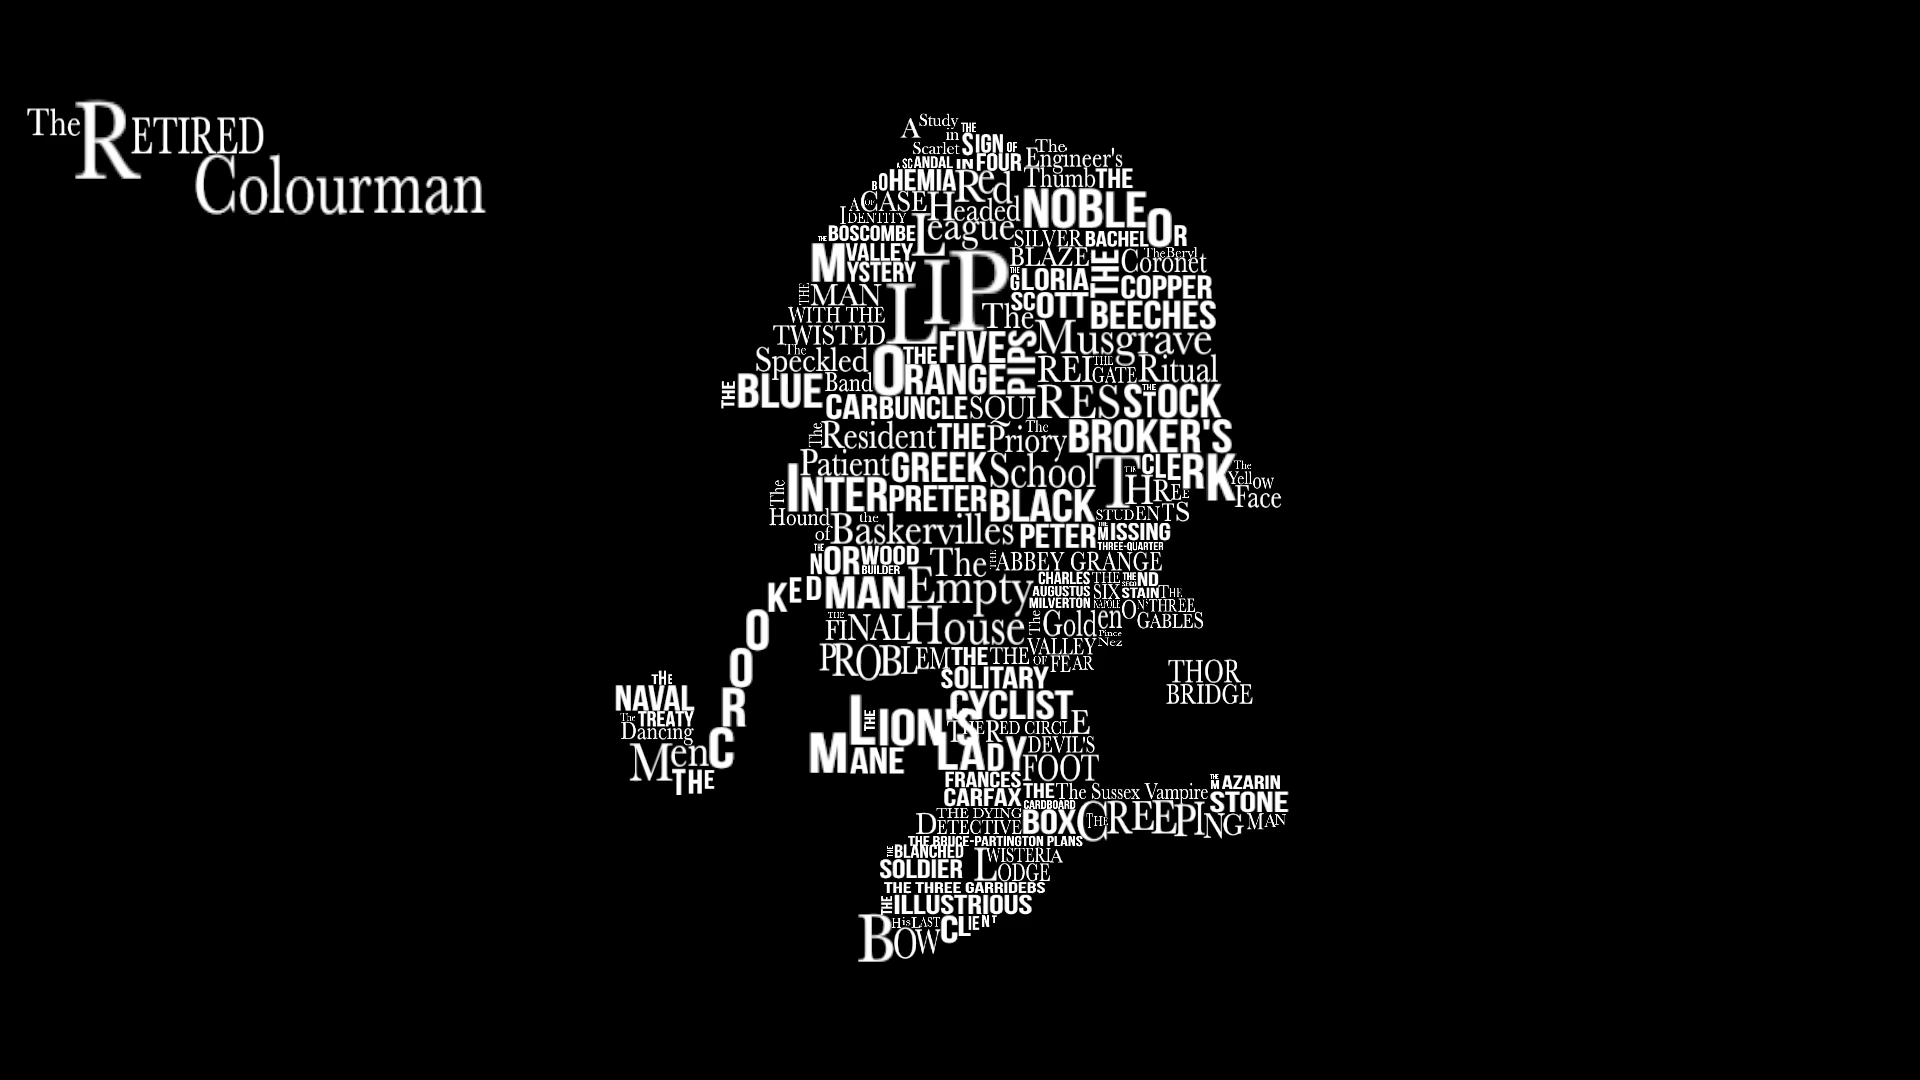 The RETIRED
Colourman
A Study in Scarlet
THE SIGN OF FOUR
A SCANDAL IN BOHEMIA
The Red Headed League
The Engineer's Thumb
THE NOBLE BACHELOR
A CASE OF IDENTITY
THE BOSCOMBE VALLEY MYSTERY
SILVER BLAZE
The Beryl Coronet
THE GLORIA SCOTT
THE COPPER BEECHES
THE MAN WITH THE TWISTED LIP
The Musgrave Ritual
THE FIVE ORANGE PIPS
The Speckled Band
THE REIGATE SQUIRES
THE BLUE CARBUNCLE
THE STOCK BROKER'S CLERK
The Resident Patient
THE GREEK INTERPRETER
The Priory School
The Yellow Face
THE THREE STUDENTS
BLACK PETER
The Hound of the Baskervilles
THE MISSING THREE-QUARTER
THE NORWOOD BUILDER
The Empty House
THE ABBEY GRANGE
CHARLES AUGUSTUS MILVERTON
THE SIX NAPOLEONS
THE SECOND STAIN
THE THREE GABLES
THE CROOKED MAN
THE FINAL PROBLEM
The Golden Pince Nez
THE VALLEY OF FEAR
THE SOLITARY CYCLIST
THOR BRIDGE
THE NAVAL TREATY
The Dancing Men
THE LION'S MANE
THE RED CIRCLE
LADY FRANCES CARFAX
DEVIL'S FOOT
THE CARDBOARD BOX
The Sussex Vampire
THE MAZARIN STONE
THE CREEPING MAN
THE DYING DETECTIVE
THE BRUCE-PARTINGTON PLANS
THE BLANCHED SOLDIER
WISTERIA LODGE
THE THREE GARRIDEBS
THE ILLUSTRIOUS CLIENT
His LAST BOW